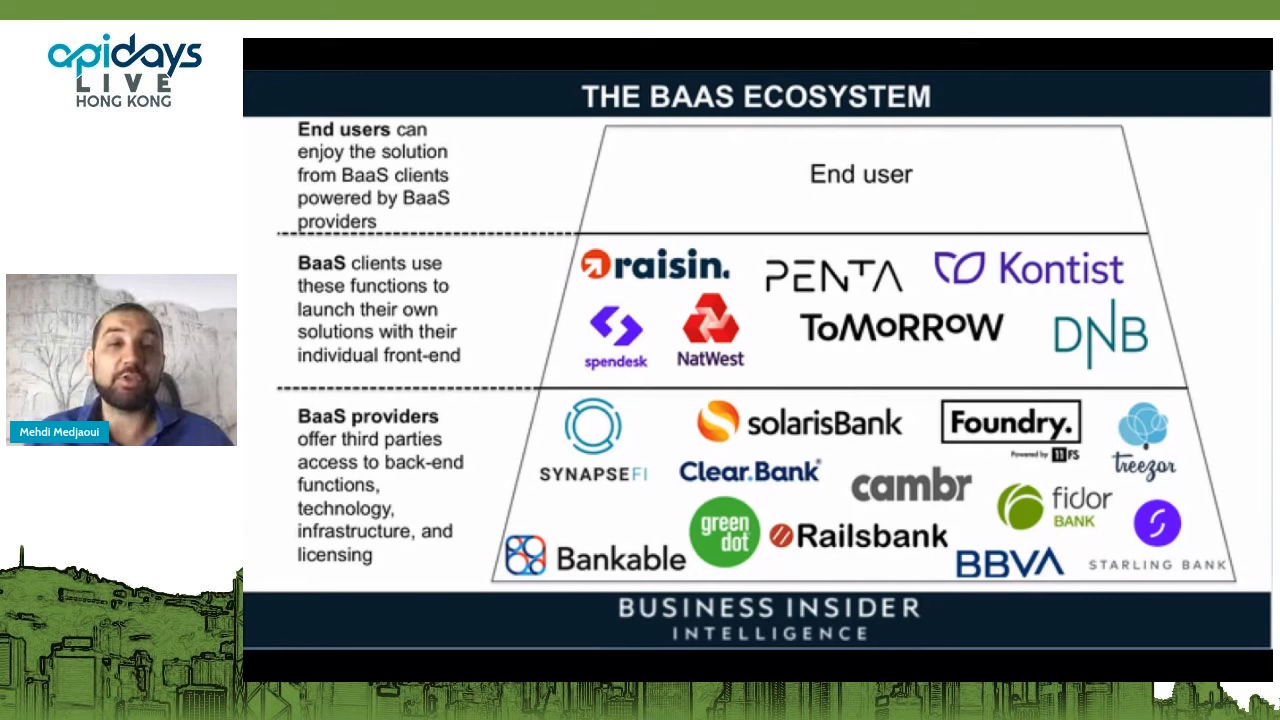 apidays
LIVE
HONG KONG
THE BAAS ECOSYSTEM
End users can
enjoy the solution
from BaaS clients
powered by BaaS
providers
End user
BaaS clients use
these functions to
launch their own
solutions with their
individual front-end
raisin.
PENTA
Kontist
spendesk
NatWest
ToMoRRoW
DNB
BaaS providers
offer third parties
access to back-end
functions,
technology,
infrastructure, and
licensing
SYNAPSEFI
solarisBank
Foundry.
Powered by 11FS
treezor
Clear.Bank®
cambr
fidor
BANK
green
dot
Railsbank
Bankable
BBVA
STARLING BANK
BUSINESS INSIDER
INTELLIGENCE
Mehdi Medjaoui